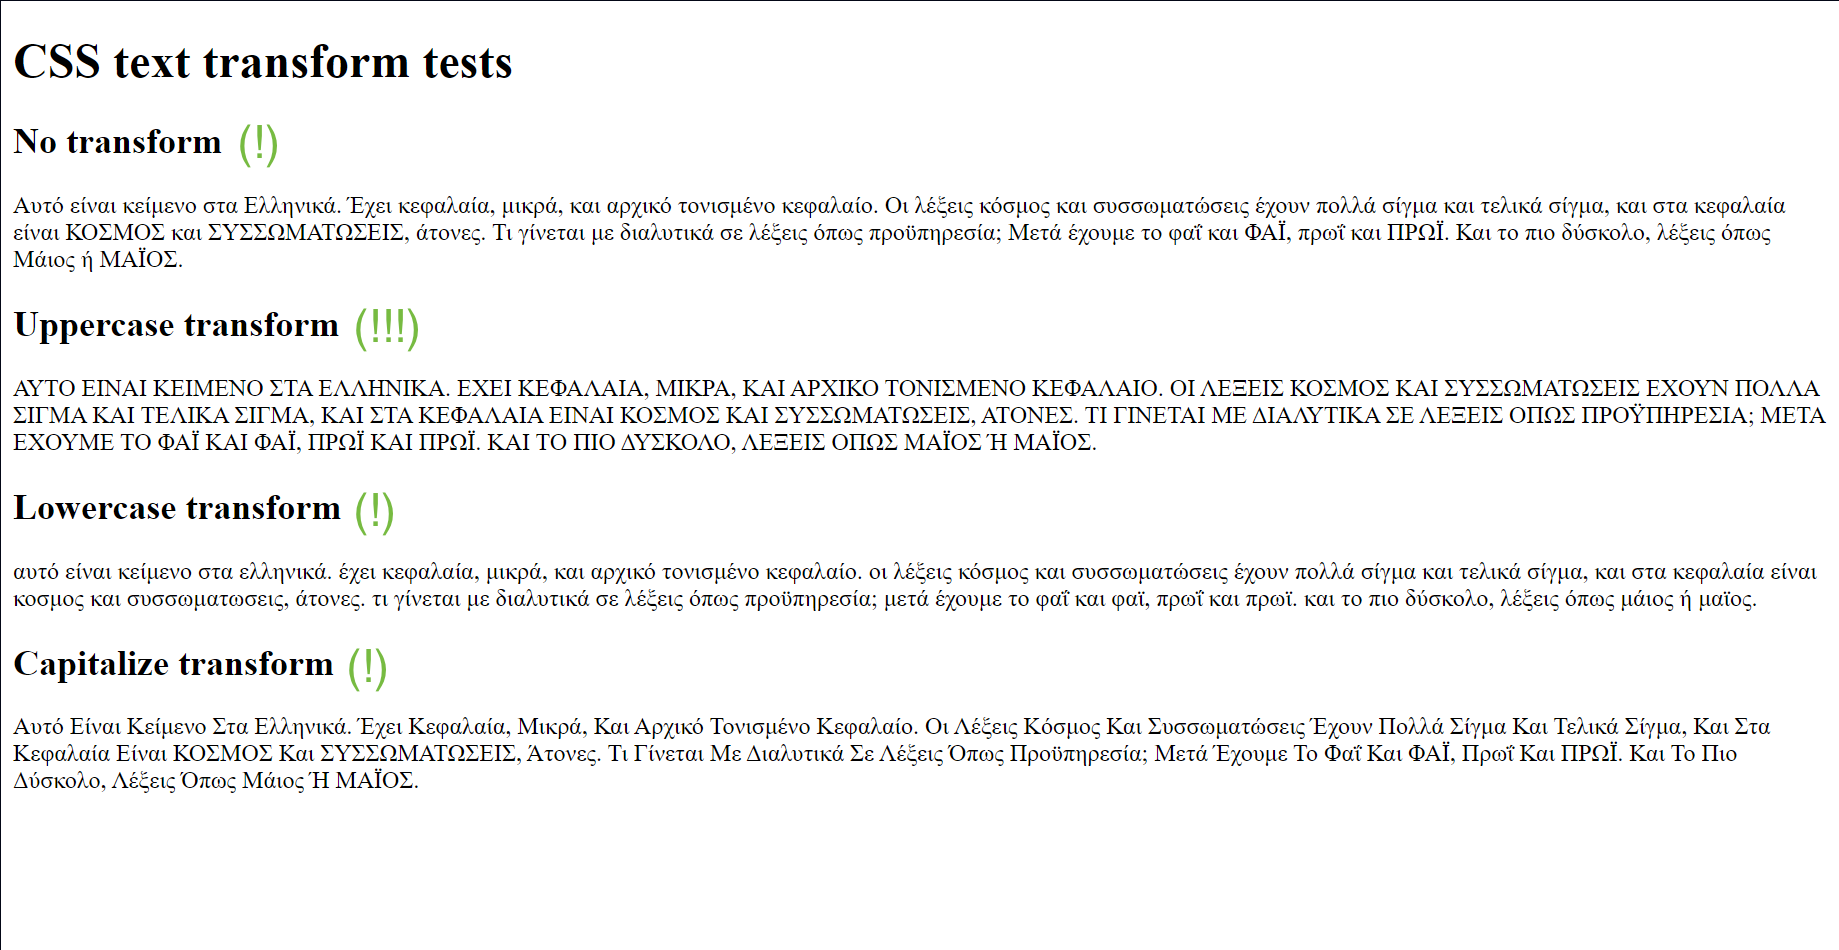 CSS text transform tests
No transform (!)
Αυτό είναι κείμενο στα Ελληνικά. Έχει κεφαλαία, μικρά, και αρχικό τονισμένο κεφαλαίο. Οι λέξεις κόσμος και συσσωματώσεις έχουν πολλά σίγμα και τελικά σίγμα, και στα κεφαλαία
είναι ΚΟΣΜΟΣ και ΣΥΣΣΩΜΑΤΩΣΕΙΣ, άτονες. Τι γίνεται με διαλυτικά σε λέξεις όπως προϋπηρεσία; Μετά έχουμε το φαΐ και ΦΑΪ, πρωΐ και ΠΡΩΪ. Και το πιο δύσκολο, λέξεις όπως
Μάιος ή ΜΑΪΟΣ.
Uppercase transform (!!!)
ΑΥΤΟ ΕΙΝΑΙ ΚΕΙΜΕΝΟ ΣΤΑ ΕΛΛΗΝΙΚΑ. ΕΧΕΙ ΚΕΦΑΛΑΙΑ, ΜΙΚΡΑ, ΚΑΙ ΑΡΧΙΚΟ ΤΟΝΙΣΜΕΝΟ ΚΕΦΑΛΑΙΟ. ΟΙ ΛΕΞΕΙΣ ΚΟΣΜΟΣ ΚΑΙ ΣΥΣΣΩΜΑΤΩΣΕΙΣ ΕΧΟΥΝ ΠΟΛΛΑ
ΣΙΓΜΑ ΚΑΙ ΤΕΛΙΚΑ ΣΙΓΜΑ, ΚΑΙ ΣΤΑ ΚΕΦΑΛΑΙΑ ΕΙΝΑΙ ΚΟΣΜΟΣ ΚΑΙ ΣΥΣΣΩΜΑΤΩΣΕΙΣ, ΑΤΟΝΕΣ. ΤΙ ΓΙΝΕΤΑΙ ΜΕ ΔΙΑΛΥΤΙΚΑ ΣΕ ΛΕΞΕΙΣ ΟΠΩΣ ΠΡΟΫΠΗΡΕΣΙΑ; ΜΕΤΑ
ΕΧΟΥΜΕ ΤΟ ΦΑΪ ΚΑΙ ΦΑΪ, ΠΡΩΪ ΚΑΙ ΠΡΩΪ. ΚΑΙ ΤΟ ΠΙΟ ΔΥΣΚΟΛΟ, ΛΕΞΕΙΣ ΟΠΩΣ ΜΑΪΟΣ Ή ΜΑΪΟΣ.
Lowercase transform (!)
αυτό είναι κείμενο στα ελληνικά. έχει κεφαλαία, μικρά, και αρχικό τονισμένο κεφαλαίο. οι λέξεις κόσμος και συσσωματώσεις έχουν πολλά σίγμα και τελικά σίγμα, και στα κεφαλαία είναι
κοσμος και συσσωματωσεις, άτονες. τι γίνεται με διαλυτικά σε λέξεις όπως προϋπηρεσία; μετά έχουμε το φαΐ και φαϊ, πρωΐ και πρωϊ. και το πιο δύσκολο, λέξεις όπως μάιος ή μαϊος.
Capitalize transform (!)
Αυτό Είναι Κείμενο Στα Ελληνικά. Έχει Κεφαλαία, Μικρά, Και Αρχικό Τονισμένο Κεφαλαίο. Οι Λέξεις Κόσμος Και Συσσωματώσεις Έχουν Πολλά Σίγμα Και Τελικά Σίγμα, Και Στα
Κεφαλαία Είναι ΚΟΣΜΟΣ Και ΣΥΣΣΩΜΑΤΩΣΕΙΣ, Άτονες. Τι Γίνεται Με Διαλυτικά Σε Λέξεις Όπως Προϋπηρεσία; Μετά Έχουμε Το Φαΐ Και ΦΑΪ, Πρωΐ Και ΠΡΩΪ. Και Το Πιο
Δύσκολο, Λέξεις Όπως Μάιος Ή ΜΑΪΟΣ.